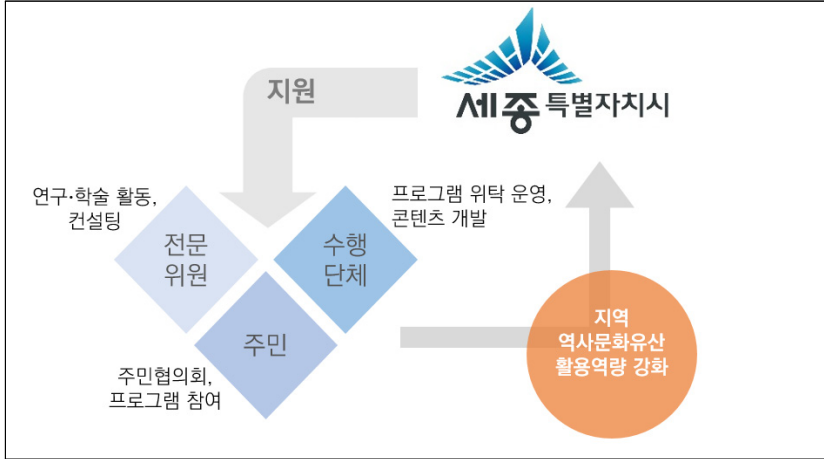 세종특별자치시
지원
연구·학술 활동,
컨설팅
프로그램 위탁 운영,
콘텐츠 개발
전문
위원
수행
단체
주민
주민협의회,
프로그램 참여
지역
역사문화유산
활용역량 강화